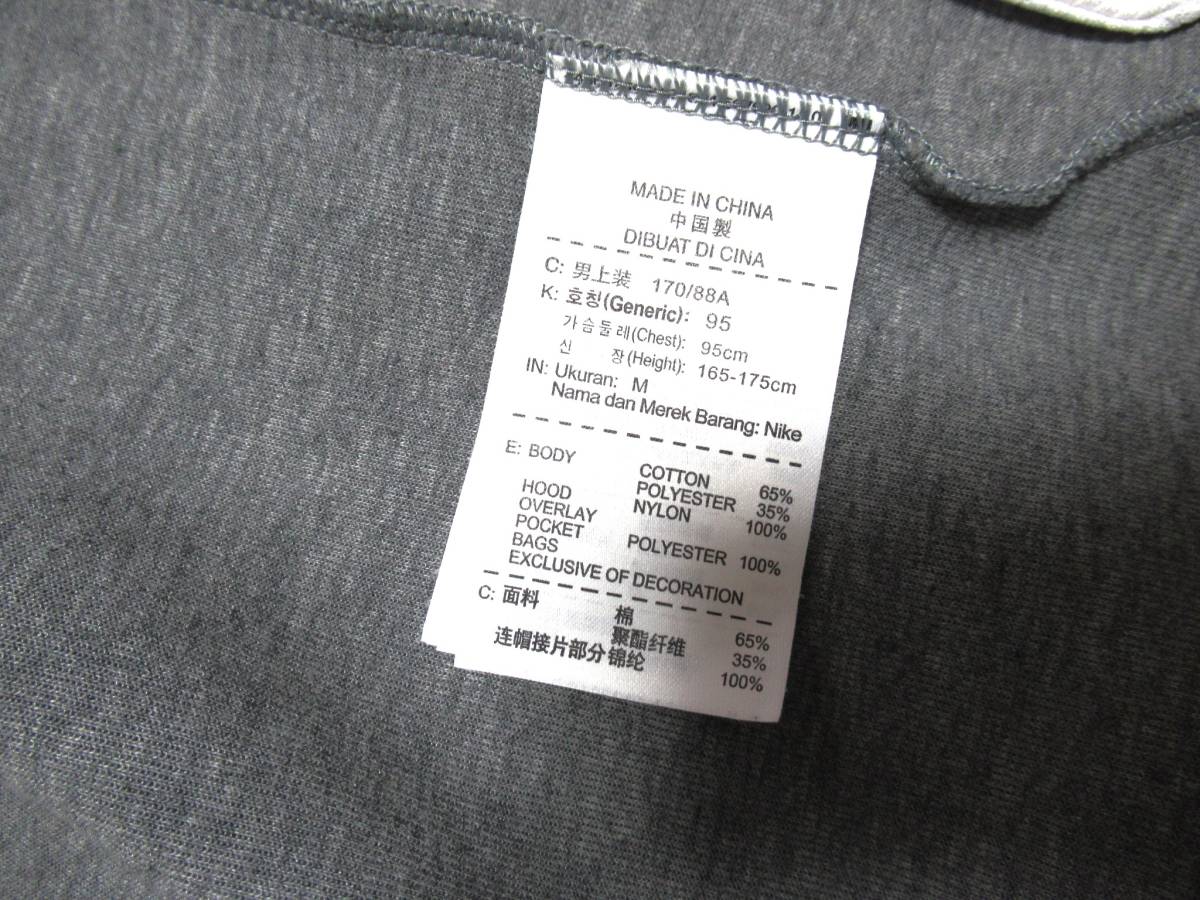 MADE IN CHINA
中国製
DIBUAT DI CINA
C: 男上装 170/88A
K: 호칭(Generic): 95
가슴둘레(Chest): 95cm
신 장(Height): 165-175cm
IN: Ukuran: M
Nama dan Merek Barang: Nike
E: BODY COTTON 65%
POLYESTER 35%
HOOD NYLON 100%
OVERLAY
POCKET POLYESTER 100%
BAGS
EXCLUSIVE OF DECORATION
C: 面料 棉 65%
聚酯纤维 35%
连帽接片部分 锦纶 100%